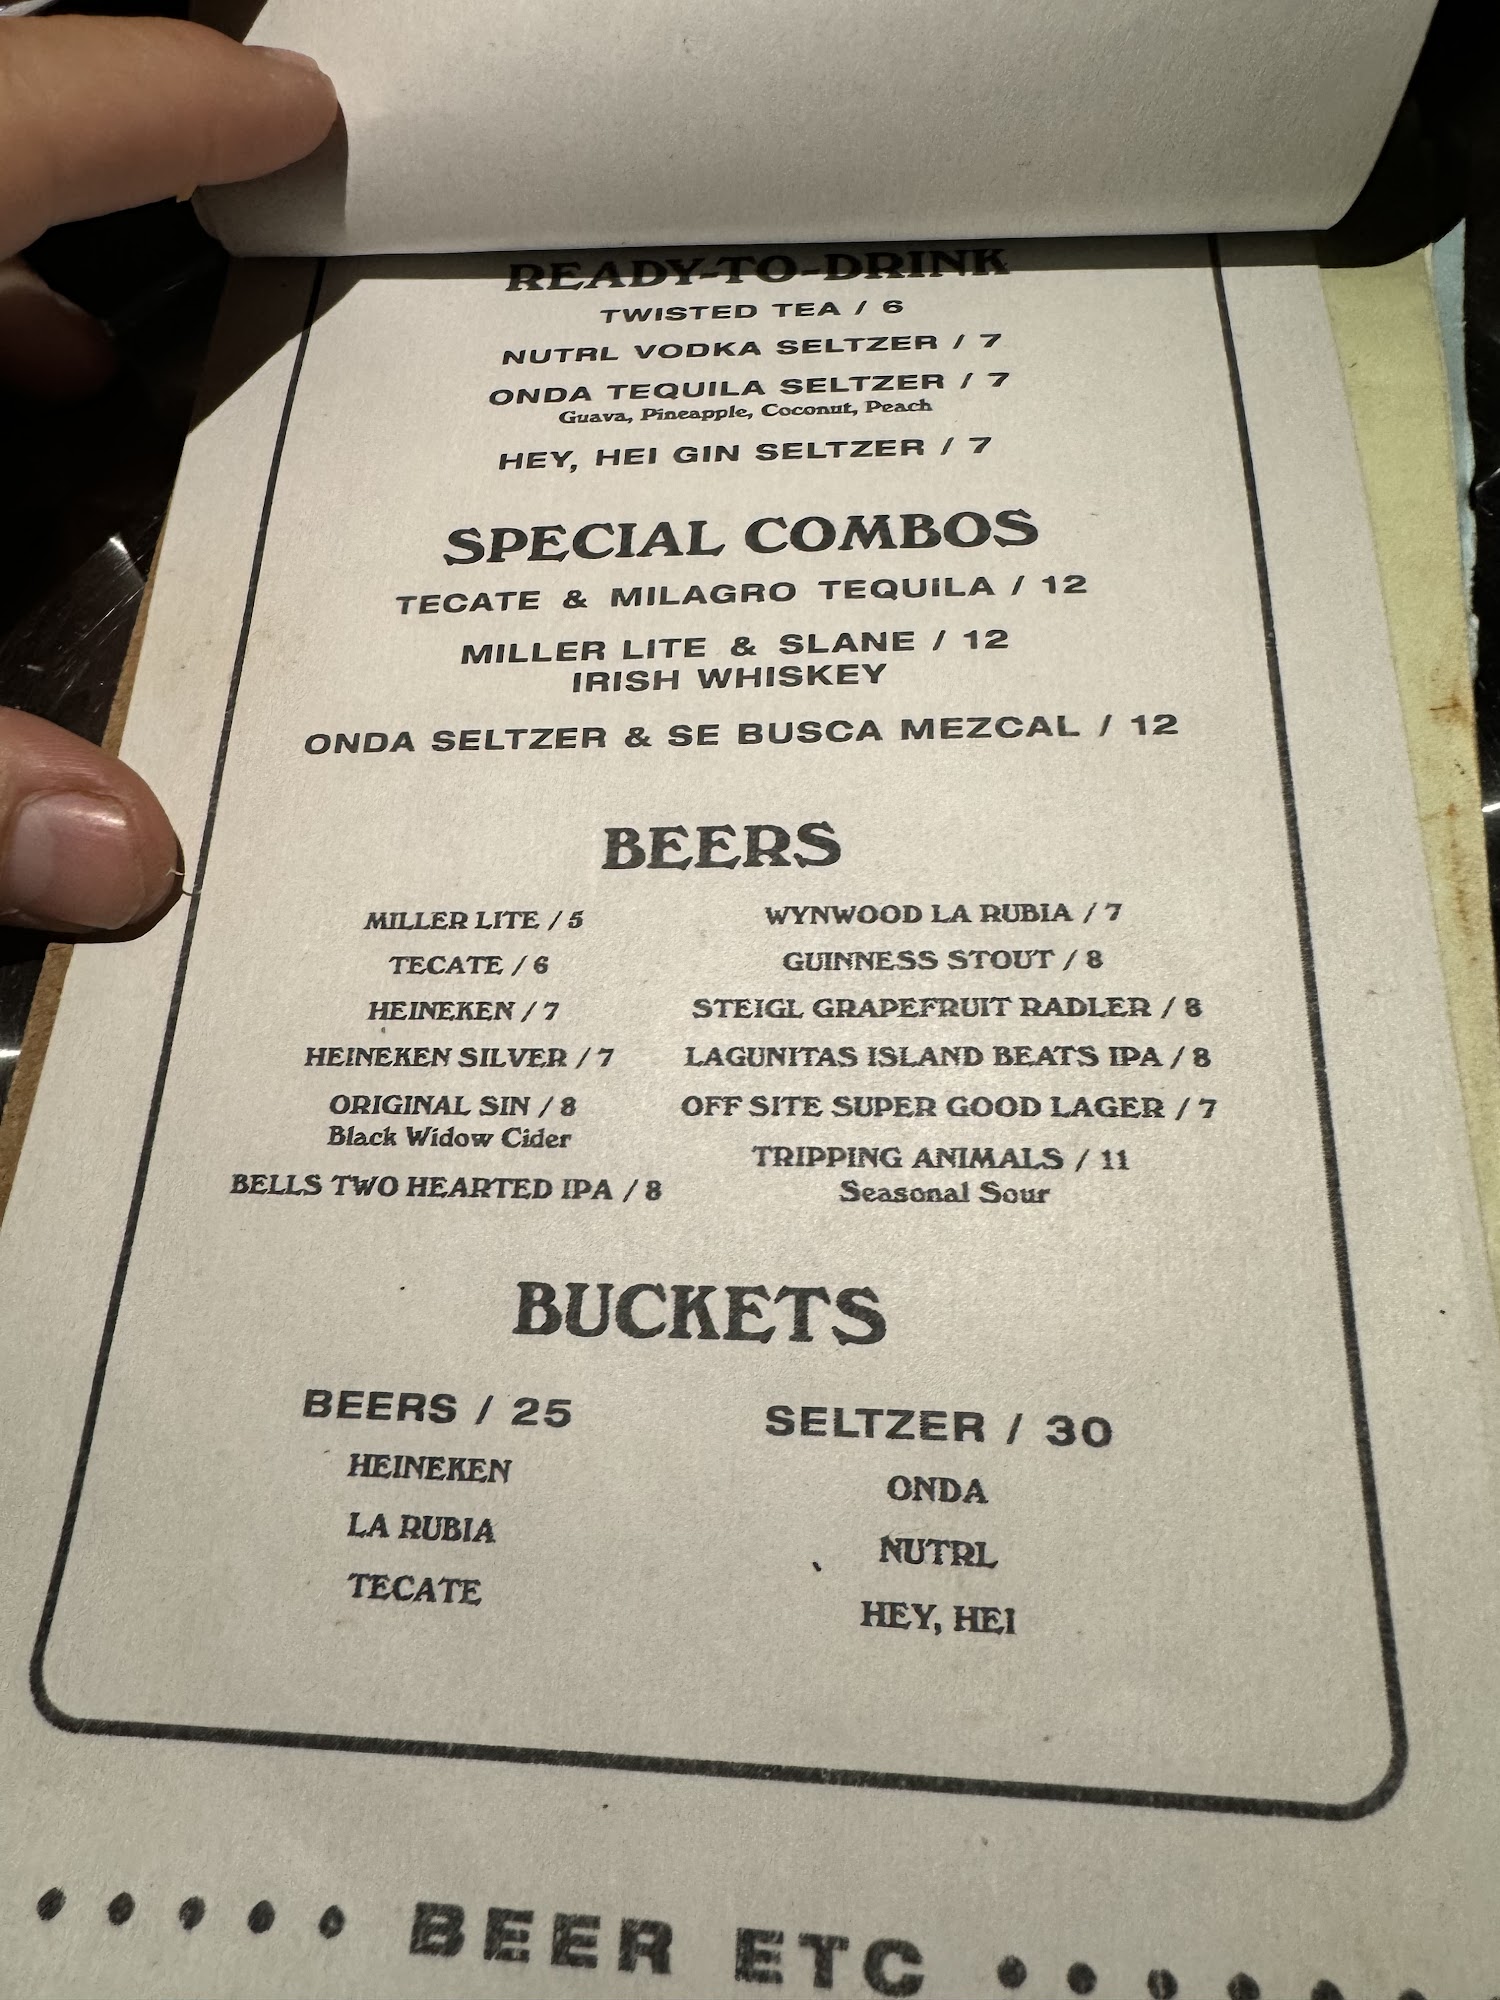 READY-TO-DRINK
TWISTED TEA / 6
NUTRL VODKA SELTZER / 7
ONDA TEQUILA SELTZER / 7
Guava, Pineapple, Coconut, Peach
HEY, HEI GIN SELTZER / 7
SPECIAL COMBOS
TECATE & MILAGRO TEQUILA / 12
MILLER LITE & SLANE / 12
IRISH WHISKEY
ONDA SELTZER & SE BUSCA MEZCAL / 12
BEERS
MILLER LITE / 5
TECATE / 6
HEINEKEN / 7
HEINEKEN SILVER / 7
ORIGINAL SIN / 8
Black Widow Cider
BELLS TWO HEARTED IPA / 8
WYNWOOD LA RUBIA / 7
GUINNESS STOUT / 8
STEIGL GRAPEFRUIT RADLER / 8
LAGUNITAS ISLAND BEATS IPA / 8
OFF SITE SUPER GOOD LAGER / 7
TRIPPING ANIMALS / 11
Seasonal Sour
BUCKETS
BEERS / 25
HEINEKEN
LA RUBIA
TECATE
SELTZER / 30
ONDA
NUTRL
HEY, HEI
BEER ETC